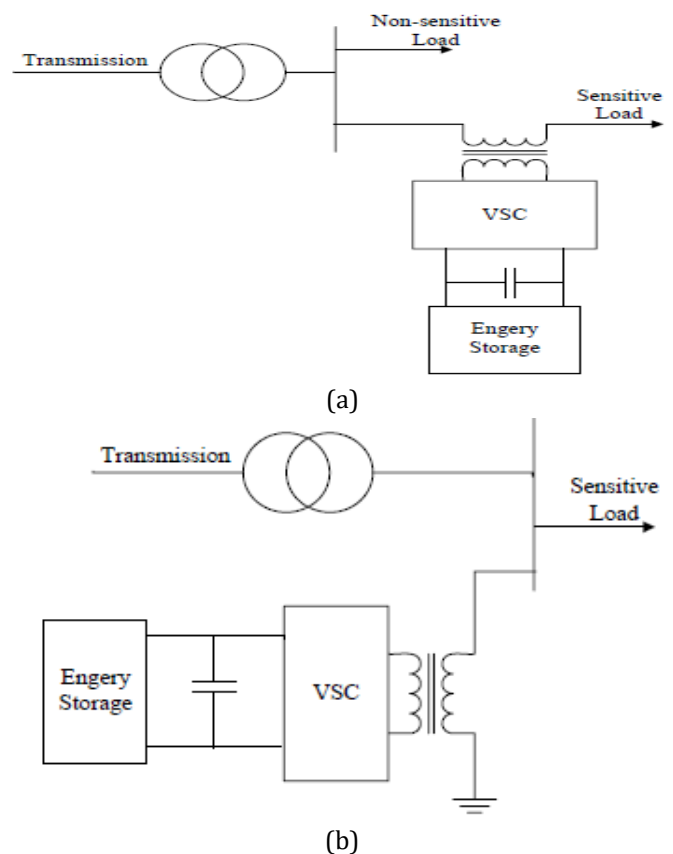 Non-sensitive
Load
Transmission
Sensitive
Load
VSC
Engery
Storage
(a)
Transmission
Sensitive
Load
Engery
Storage
VSC
(b)